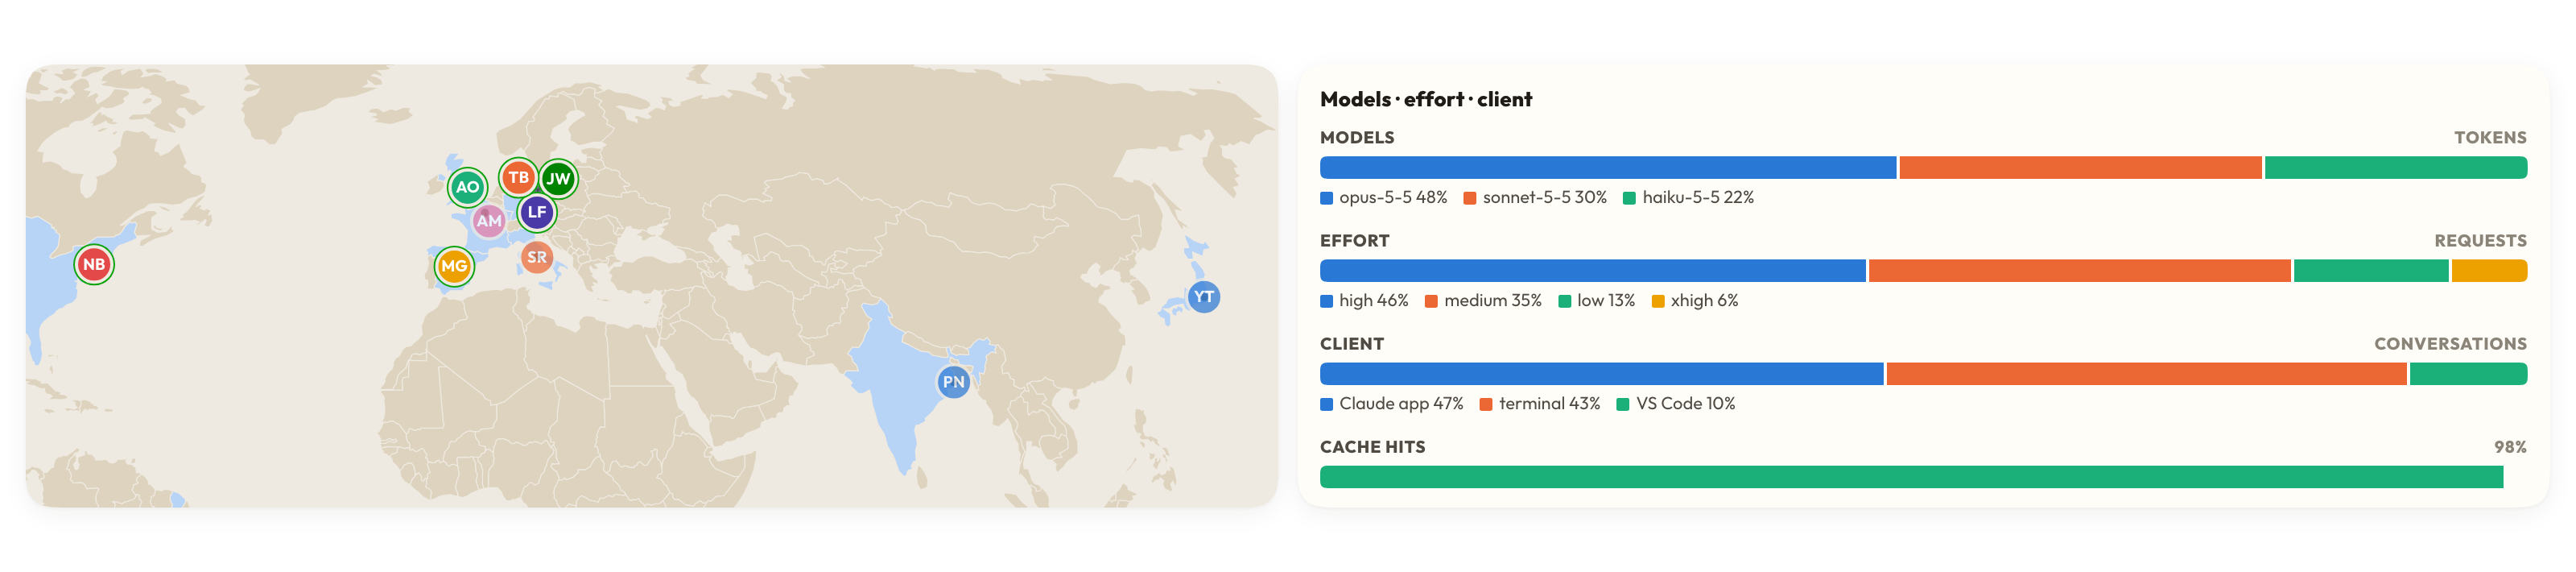 TB
JW
AO
LF
AM
SR
NB
MG
YT
PN
Models · effort · client
MODELS TOKENS
opus-5-5 48% sonnet-5-5 30% haiku-5-5 22%
EFFORT REQUESTS
high 46% medium 35% low 13% xhigh 6%
CLIENT CONVERSATIONS
Claude app 47% terminal 43% VS Code 10%
CACHE HITS 98%